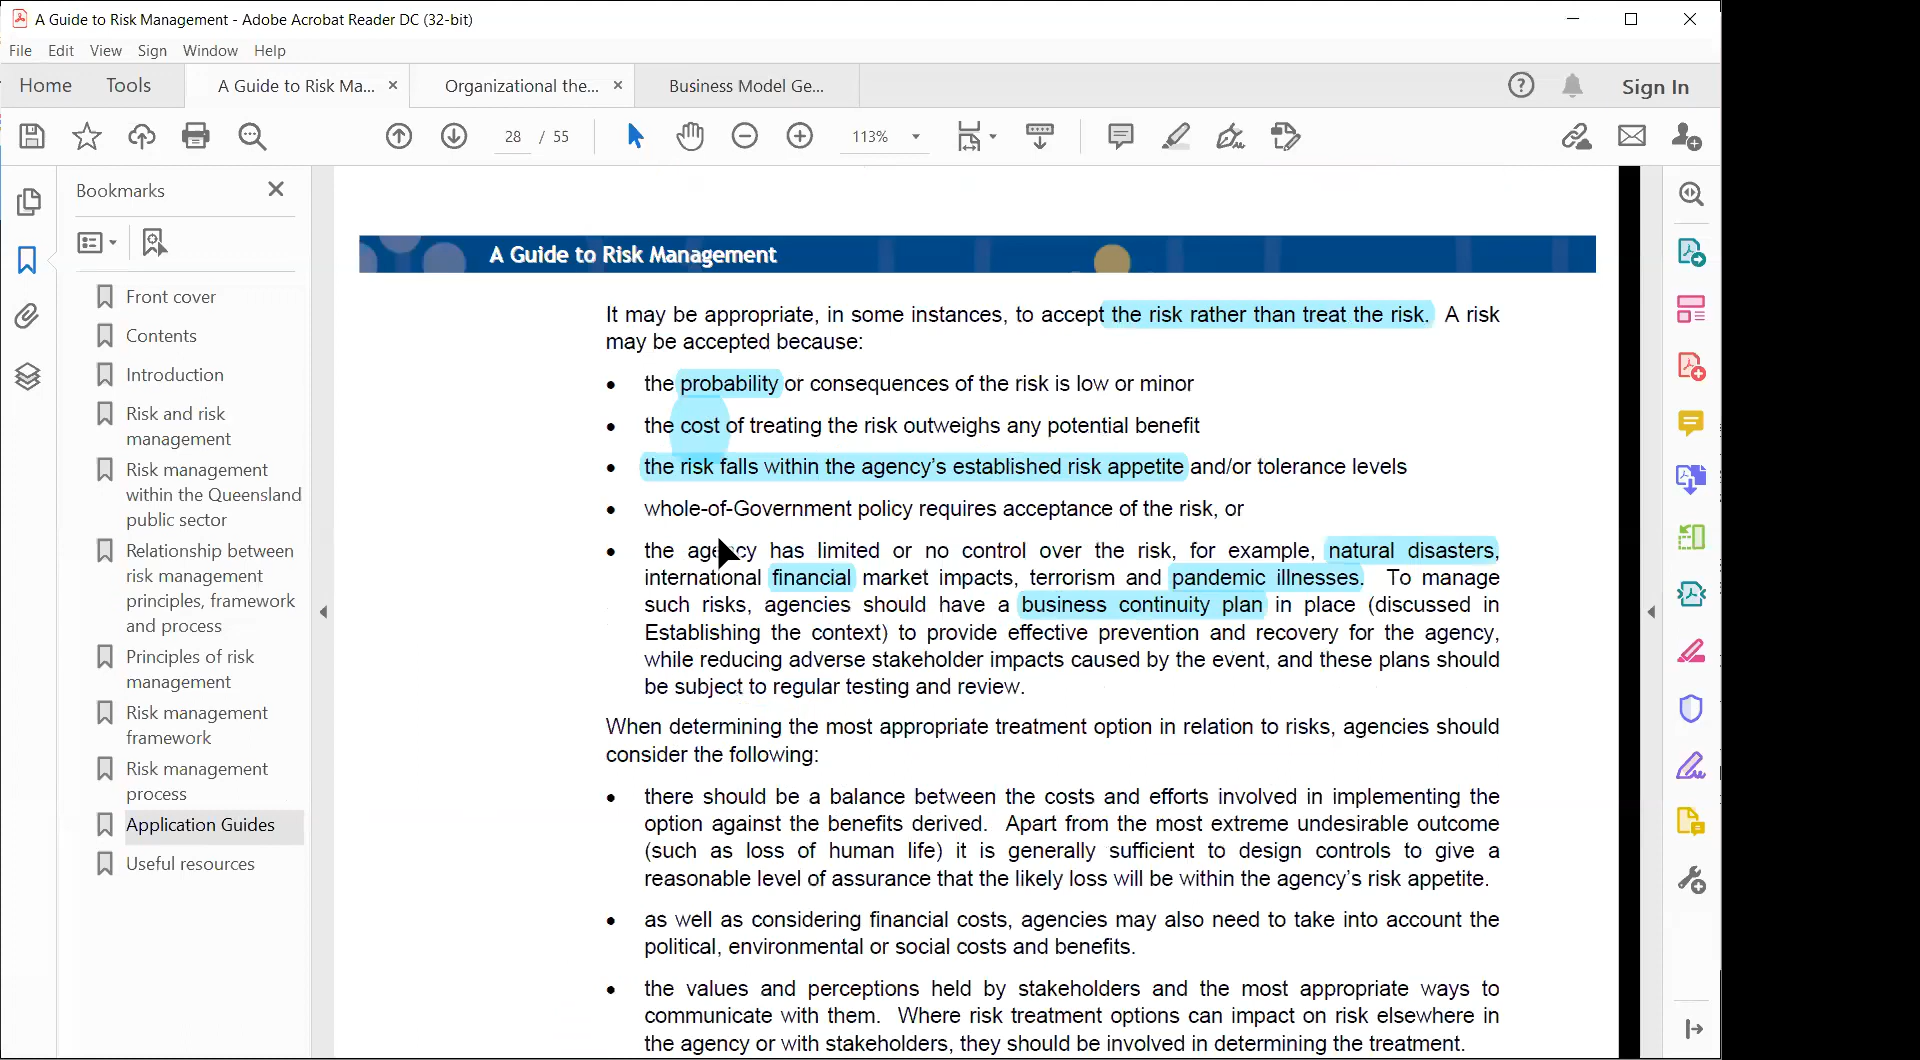 A Guide to Risk Management - Adobe Acrobat Reader DC (32-bit)
File Edit View Sign Window Help
Home Tools A Guide to Risk Ma... Organizational the... Business Model Ge... Sign In
28 / 55 113%
Bookmarks
Front cover
Contents
Introduction
Risk and risk
management
Risk management
within the Queensland
public sector
Relationship between
risk management
principles, framework
and process
Principles of risk
management
Risk management
framework
Risk management
process
Application Guides
Useful resources
A Guide to Risk Management
It may be appropriate, in some instances, to accept the risk rather than treat the risk. A risk
may be accepted because:
• the probability or consequences of the risk is low or minor
• the cost of treating the risk outweighs any potential benefit
• the risk falls within the agency's established risk appetite and/or tolerance levels
• whole-of-Government policy requires acceptance of the risk, or
• the agency has limited or no control over the risk, for example, natural disasters,
international financial market impacts, terrorism and pandemic illnesses. To manage
such risks, agencies should have a business continuity plan in place (discussed in
Establishing the context) to provide effective prevention and recovery for the agency,
while reducing adverse stakeholder impacts caused by the event, and these plans should
be subject to regular testing and review.
When determining the most appropriate treatment option in relation to risks, agencies should
consider the following:
• there should be a balance between the costs and efforts involved in implementing the
option against the benefits derived. Apart from the most extreme undesirable outcome
(such as loss of human life) it is generally sufficient to design controls to give a
reasonable level of assurance that the likely loss will be within the agency's risk appetite.
• as well as considering financial costs, agencies may also need to take into account the
political, environmental or social costs and benefits.
• the values and perceptions held by stakeholders and the most appropriate ways to
communicate with them. Where risk treatment options can impact on risk elsewhere in
the agency or with stakeholders, they should be involved in determining the treatment.